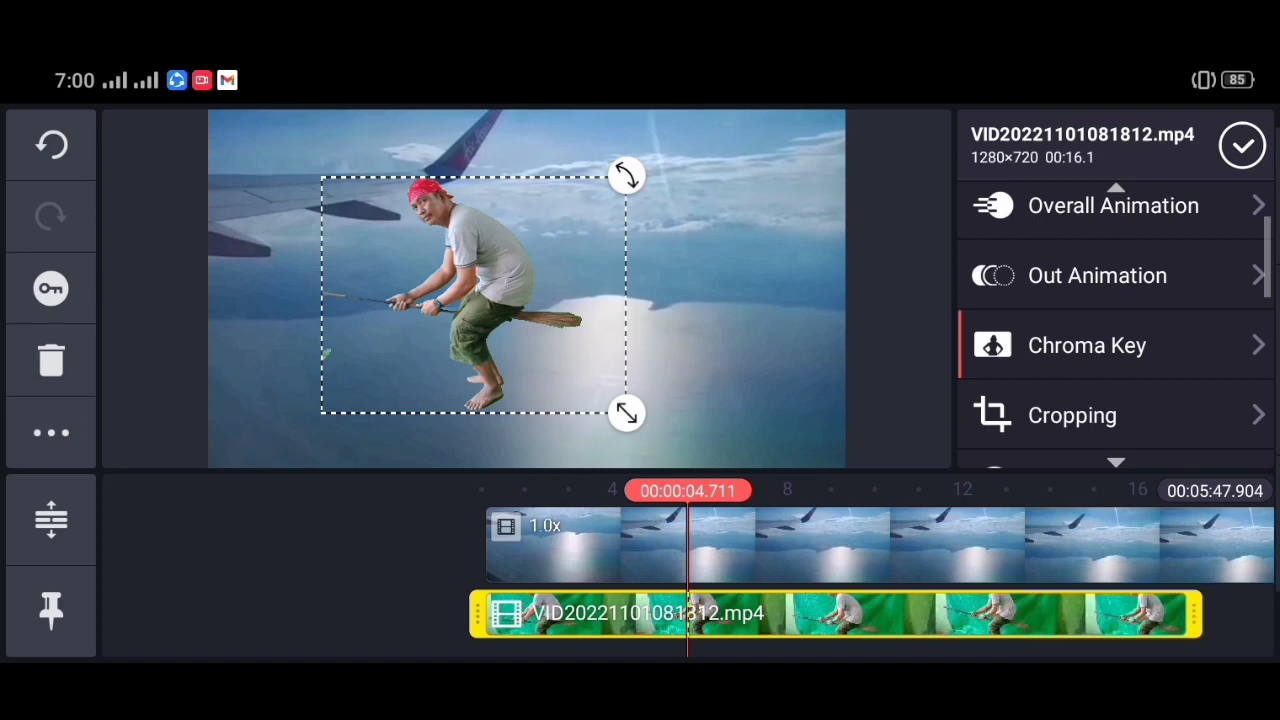 7:00
85
VID20221101081812.mp4
1280×720 00:16.1
Overall Animation
Out Animation
Chroma Key
Cropping
4
00:00:04.711
8
12
16
00:05:47.904
1.0x
VID20221101081812.mp4